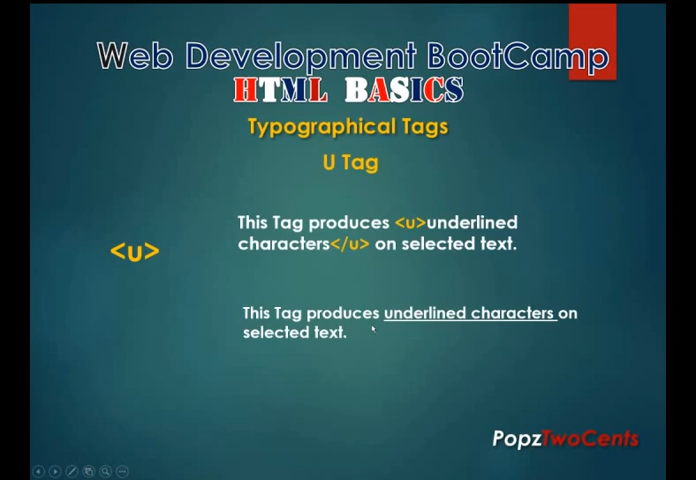 Web Development BootCamp
HTML BASICS
Typographical Tags
U Tag
This Tag produces <u>underlined
characters</u> on selected text.
<u>
This Tag produces underlined characters on
selected text.
PopzTwoCents